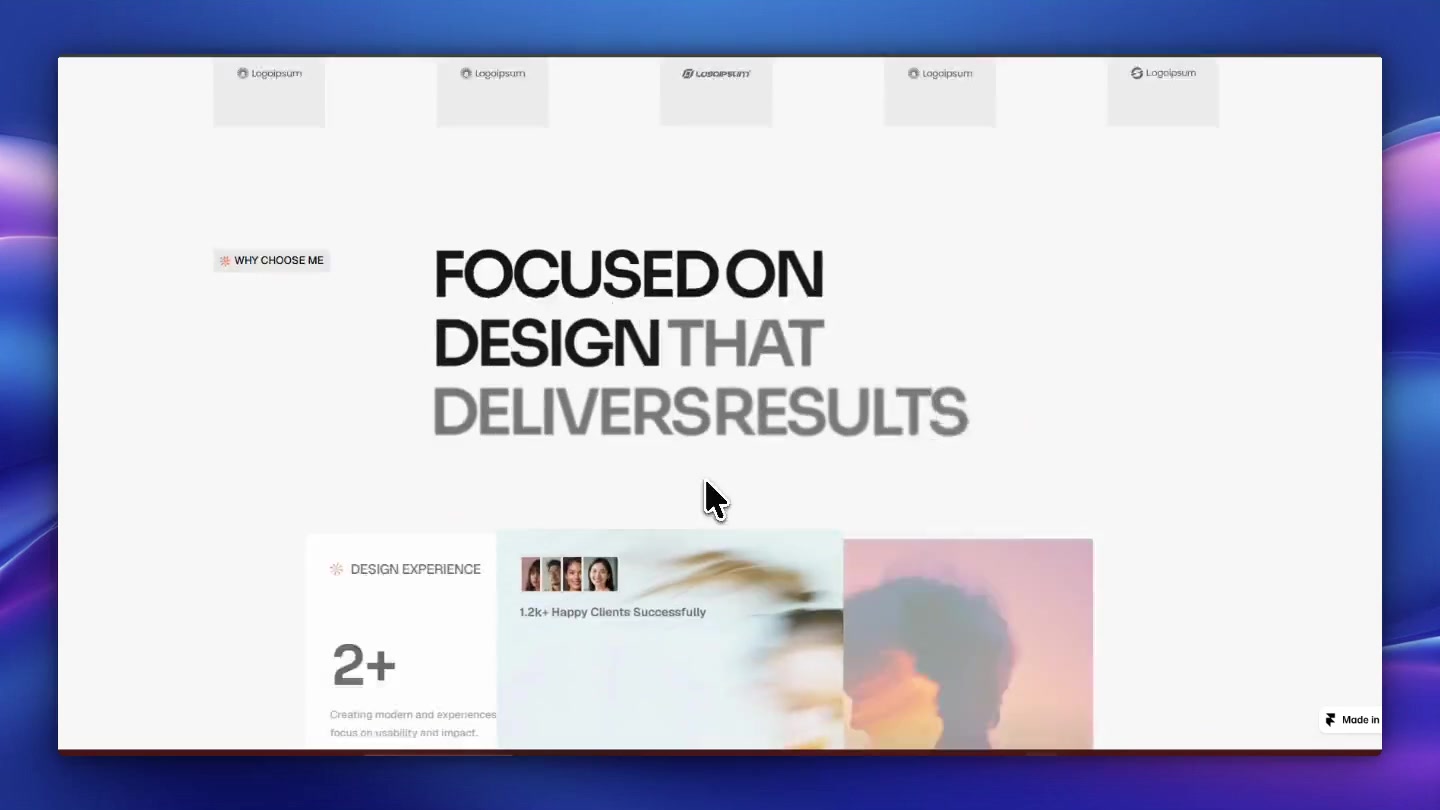 Logoipsum
Logoipsum
LOGOIPSUM
Logoipsum
Logoipsum
WHY CHOOSE ME
FOCUSED ON
DESIGN THAT
DELIVERS RESULTS
DESIGN EXPERIENCE
2+
Creating modern and experiences
focus on usability and impact.
1.2k+ Happy Clients Successfully
Made in